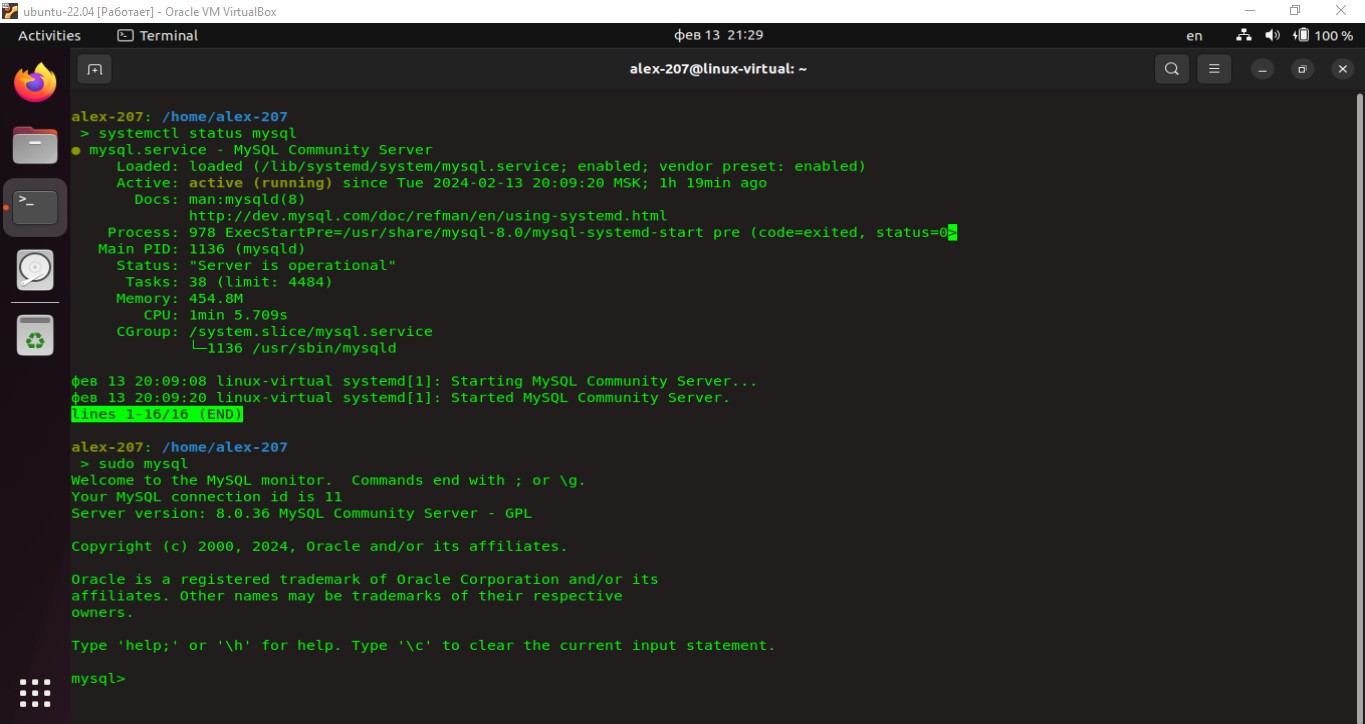 ubuntu-22.04 [Работает] - Oracle VM VirtualBox
Activities Terminal фев 13 21:29 en 100 %
alex-207@linux-virtual: ~
alex-207: /home/alex-207
> systemctl status mysql
● mysql.service - MySQL Community Server
Loaded: loaded (/lib/systemd/system/mysql.service; enabled; vendor preset: enabled)
Active: active (running) since Tue 2024-02-13 20:09:20 MSK; 1h 19min ago
Docs: man:mysqld(8)
http://dev.mysql.com/doc/refman/en/using-systemd.html
Process: 978 ExecStartPre=/usr/share/mysql-8.0/mysql-systemd-start pre (code=exited, status=0>
Main PID: 1136 (mysqld)
Status: "Server is operational"
Tasks: 38 (limit: 4484)
Memory: 454.8M
CPU: 1min 5.709s
CGroup: /system.slice/mysql.service
└─1136 /usr/sbin/mysqld
фев 13 20:09:08 linux-virtual systemd[1]: Starting MySQL Community Server...
фев 13 20:09:20 linux-virtual systemd[1]: Started MySQL Community Server.
lines 1-16/16 (END)
alex-207: /home/alex-207
> sudo mysql
Welcome to the MySQL monitor.  Commands end with ; or \g.
Your MySQL connection id is 11
Server version: 8.0.36 MySQL Community Server - GPL
Copyright (c) 2000, 2024, Oracle and/or its affiliates.
Oracle is a registered trademark of Oracle Corporation and/or its
affiliates. Other names may be trademarks of their respective
owners.
Type 'help;' or '\h' for help. Type '\c' to clear the current input statement.
mysql>